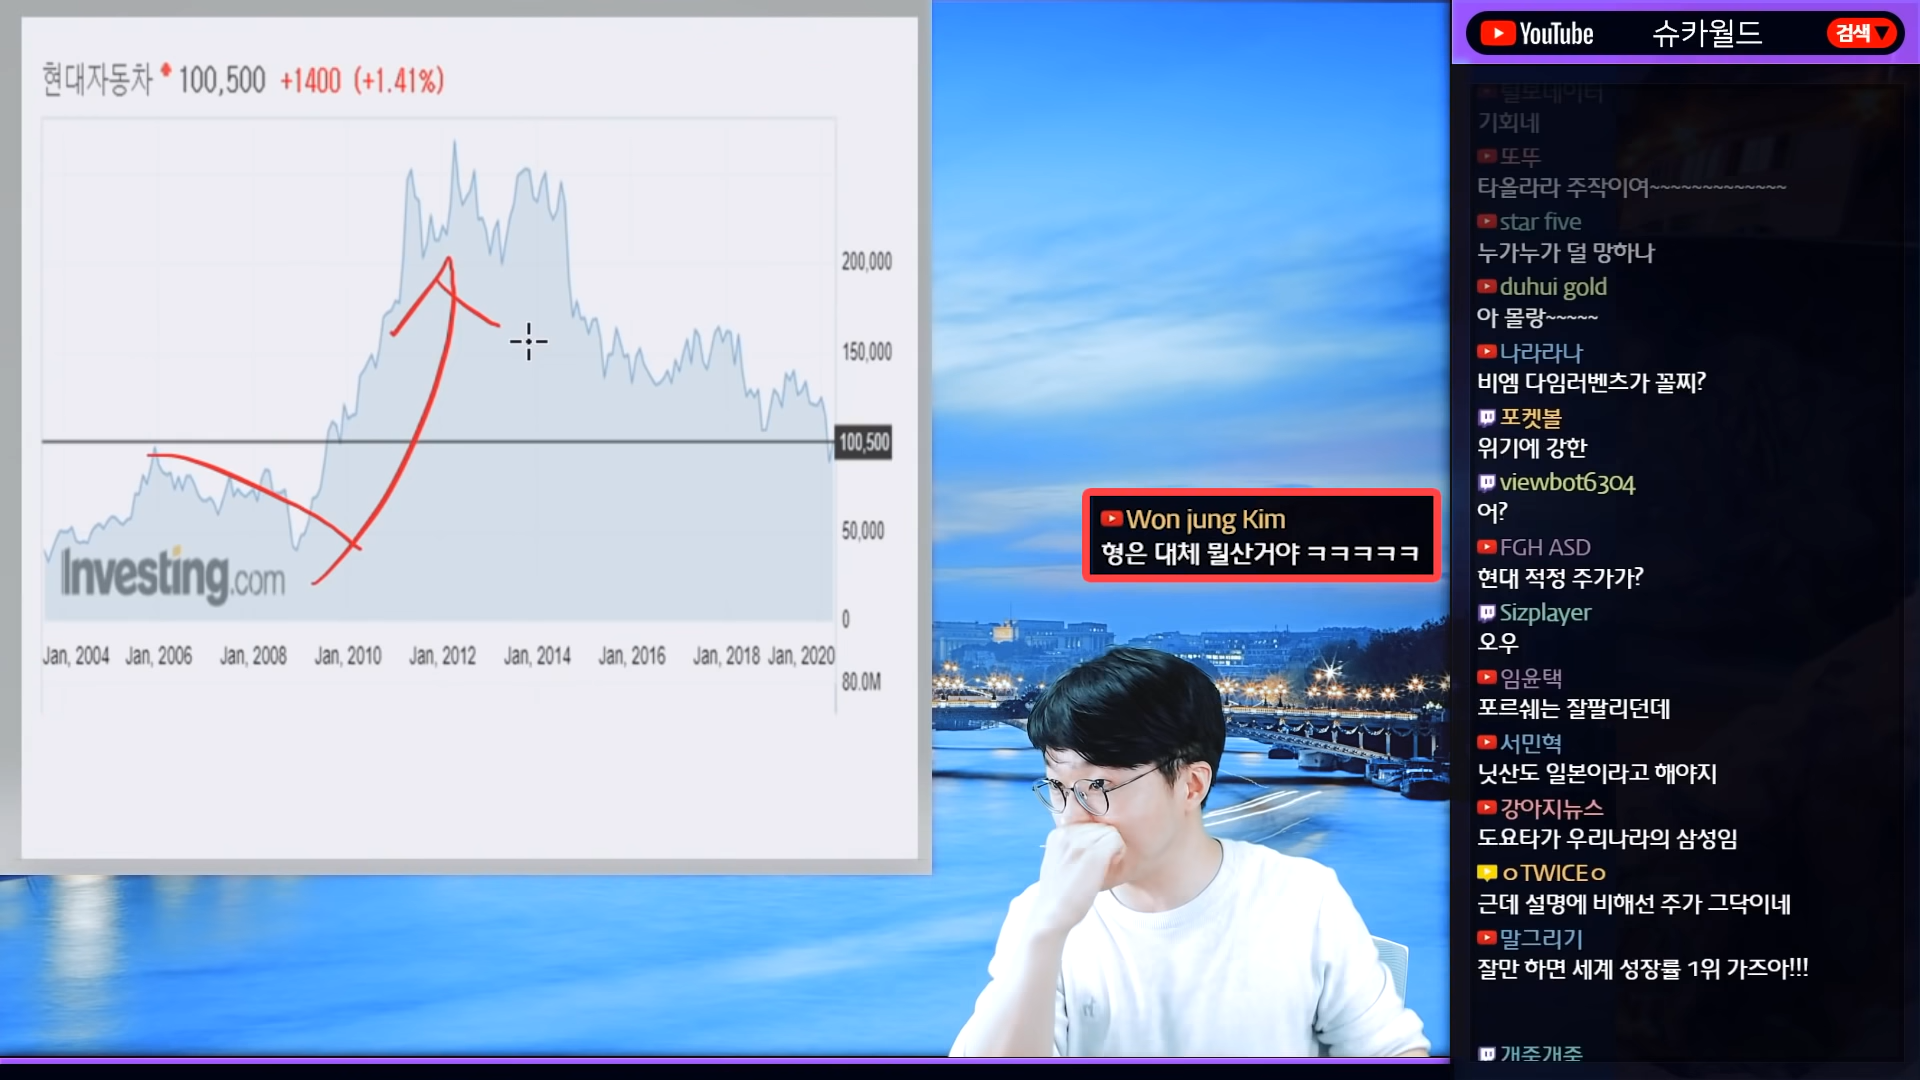 현대자동차 100,500 +1400 (+1.41%)
200,000
150,000
100,500
50,000
0
Investing.com
Jan, 2004 Jan, 2006 Jan, 2008 Jan, 2010 Jan, 2012 Jan, 2014 Jan, 2016 Jan, 2018 Jan, 2020
80.0M
Won jung Kim
형은 대체 뭘산거야 ㅋㅋㅋㅋㅋ
YouTube 슈카월드 검색
기회네
또뚜
타올라라 주작이여~~~~~~~~~~~~~
star five
누가누가 덜 망하나
duhui gold
아 몰랑~~~~~
나라라나
비엠 다임러벤츠가 꼴찌?
포켓볼
위기에 강한
viewbot6304
어?
FGH ASD
현대 적정 주가가?
Sizplayer
오우
임윤택
포르쉐는 잘팔리던데
서민혁
닛산도 일본이라고 해야지
강아지뉴스
도요타가 우리나라의 삼성임
oTWICEo
근데 설명에 비해선 주가 그닥이네
말그리기
잘만 하면 세계 성장률 1위 가즈아!!!
개중개중